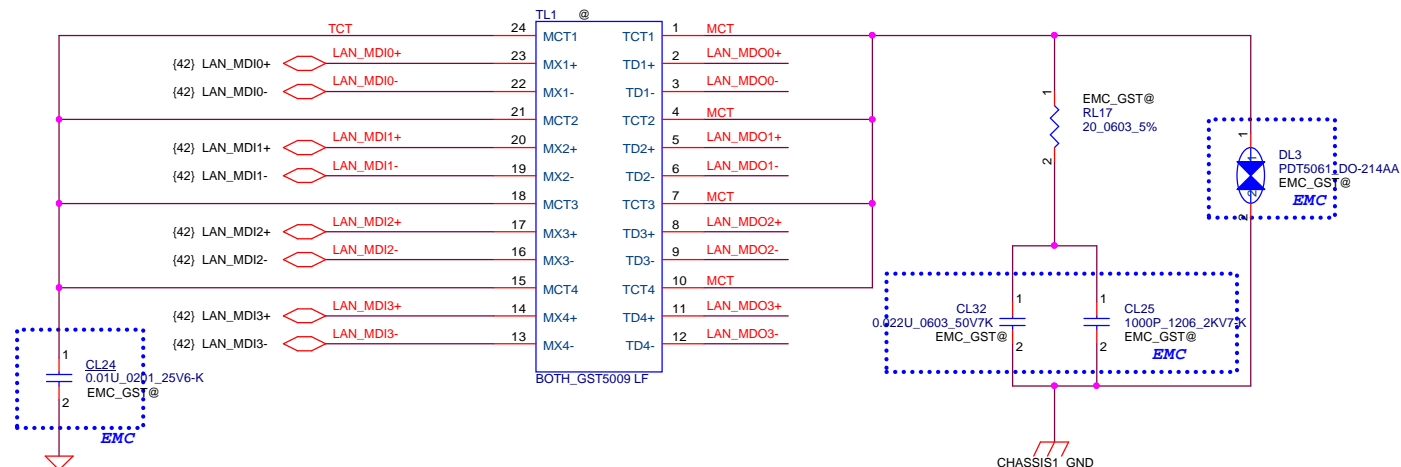 TL1 @
TCT 24 MCT1 TCT1 1 MCT
{42} LAN_MDI0+ LAN_MDI0+ 23 MX1+ TD1+ 2 LAN_MDO0+
{42} LAN_MDI0- LAN_MDI0- 22 MX1- TD1- 3 LAN_MDO0-
21 MCT2 TCT2 4 MCT
{42} LAN_MDI1+ LAN_MDI1+ 20 MX2+ TD2+ 5 LAN_MDO1+
{42} LAN_MDI1- LAN_MDI1- 19 MX2- TD2- 6 LAN_MDO1-
18 MCT3 TCT3 7 MCT
{42} LAN_MDI2+ LAN_MDI2+ 17 MX3+ TD3+ 8 LAN_MDO2+
{42} LAN_MDI2- LAN_MDI2- 16 MX3- TD3- 9 LAN_MDO2-
15 MCT4 TCT4 10 MCT
{42} LAN_MDI3+ LAN_MDI3+ 14 MX4+ TD4+ 11 LAN_MDO3+
{42} LAN_MDI3- LAN_MDI3- 13 MX4- TD4- 12 LAN_MDO3-
BOTH_GST5009 LF
1
CL24
0.01U_0201_25V6-K
2
EMC_GST@
EMC
1
EMC_GST@
RL17
20_0603_5%
2
1
1
DL3
PDT5061_DO-214AA
EMC_GST@
2
EMC
2
1
CL32
0.022U_0603_50V7K
EMC_GST@
2
1
CL25
1000P_1206_2KV7-K
EMC_GST@
2
EMC
CHASSIS1_GND